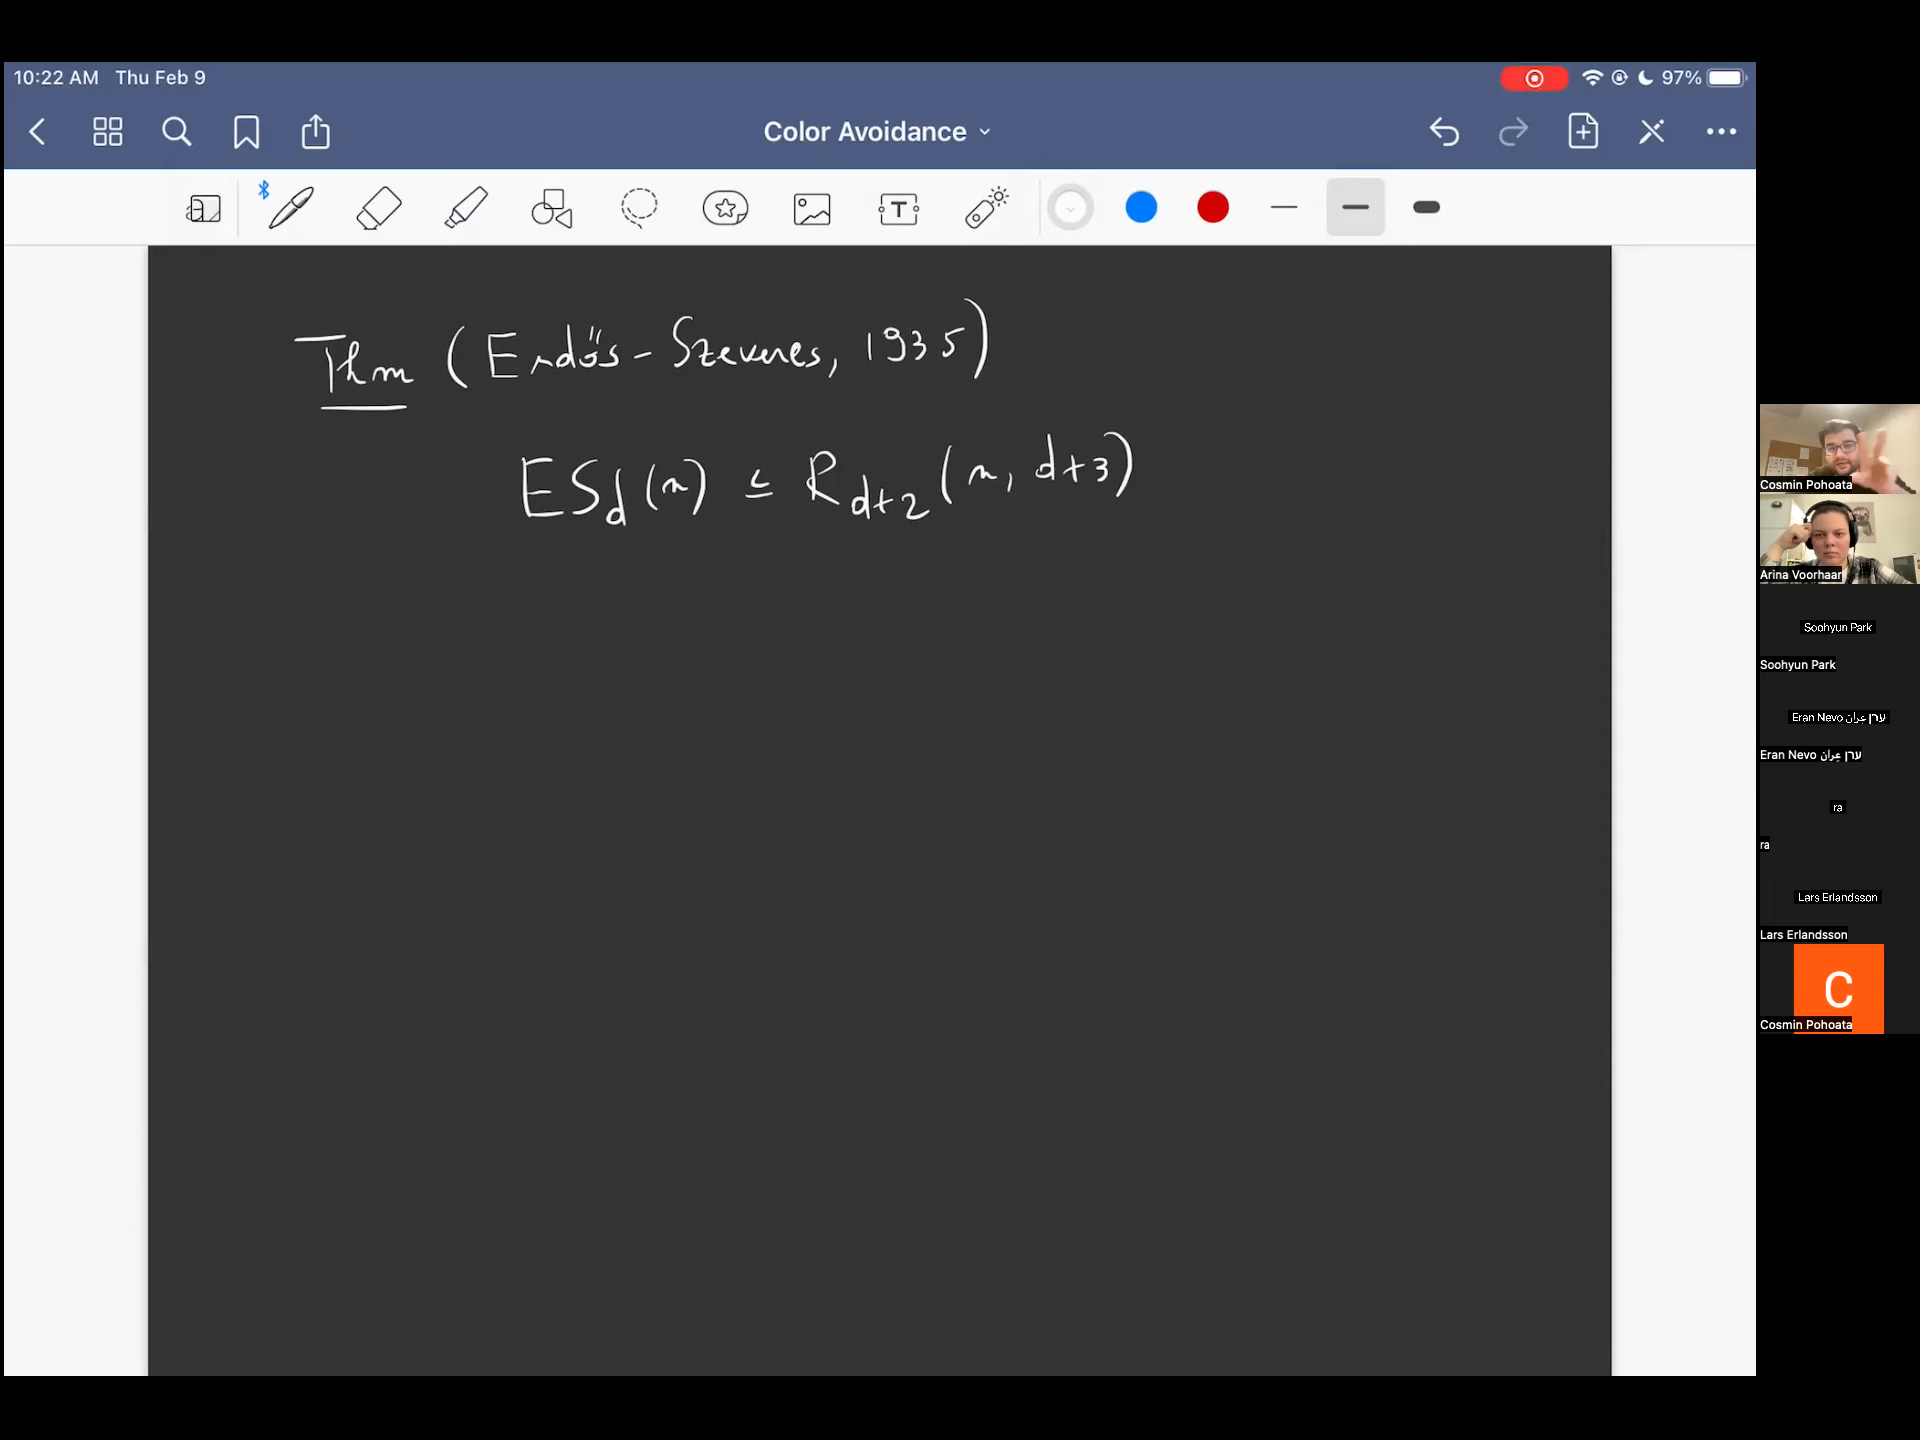 10:22 AM Thu Feb 9
97%
Color Avoidance
T
Thm (Erdős - Szekeres, 1935)
ES_d(n) ≤ R_{d+2}(n, d+3)
Cosmin Pohoata
Arina Voorhaar
Soohyun Park
Soohyun Park
Eran Nevo ערן عران
Eran Nevo ערן عران
ra
ra
Lars Erlandsson
Lars Erlandsson
C
Cosmin Pohoata